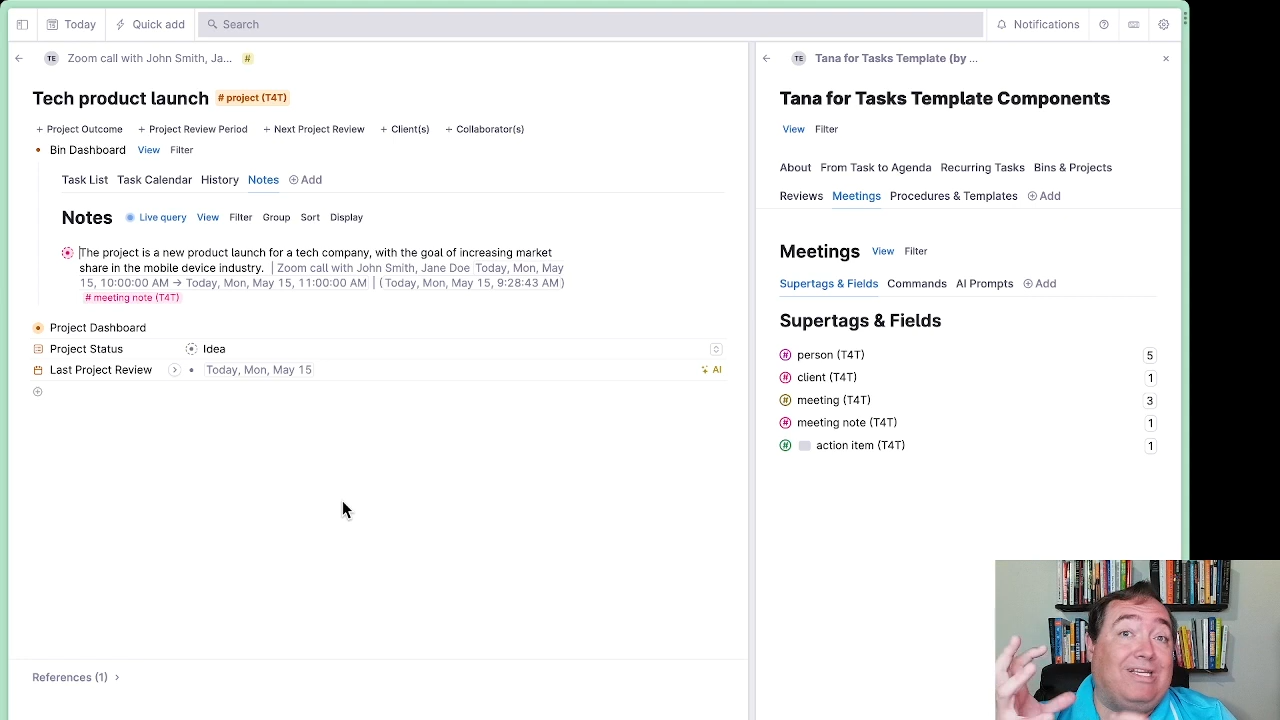 Today
Quick add
Search
Notifications
TE Zoom call with John Smith, Ja... #
Tech product launch # project (T4T)
+ Project Outcome + Project Review Period + Next Project Review + Client(s) + Collaborator(s)
Bin Dashboard View Filter
Task List Task Calendar History Notes Add
Notes Live query View Filter Group Sort Display
The project is a new product launch for a tech company, with the goal of increasing market
share in the mobile device industry. | Zoom call with John Smith, Jane Doe Today, Mon, May
15, 10:00:00 AM → Today, Mon, May 15, 11:00:00 AM | (Today, Mon, May 15, 9:28:43 AM)
# meeting note (T4T)
Project Dashboard
Project Status Idea
Last Project Review Today, Mon, May 15 AI
References (1)
TE Tana for Tasks Template (by ...
Tana for Tasks Template Components
View Filter
About From Task to Agenda Recurring Tasks Bins & Projects
Reviews Meetings Procedures & Templates Add
Meetings View Filter
Supertags & Fields Commands AI Prompts Add
Supertags & Fields
# person (T4T) 5
# client (T4T) 1
# meeting (T4T) 3
# meeting note (T4T) 1
# action item (T4T) 1